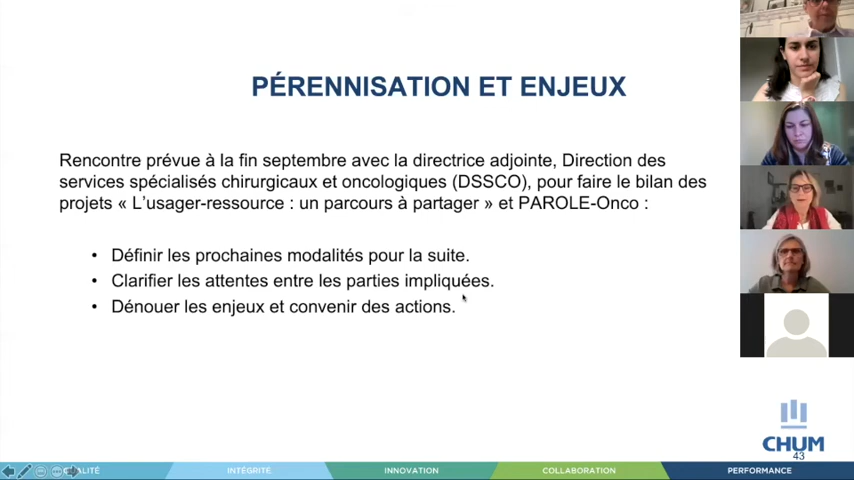 PÉRENNISATION ET ENJEUX
Rencontre prévue à la fin septembre avec la directrice adjointe, Direction des
services spécialisés chirurgicaux et oncologiques (DSSCO), pour faire le bilan des
projets « L’usager-ressource : un parcours à partager » et PAROLE-Onco :
• Définir les prochaines modalités pour la suite.
• Clarifier les attentes entre les parties impliquées.
• Dénouer les enjeux et convenir des actions.
CHUM
43
INTÉGRITÉ
INNOVATION
COLLABORATION
PERFORMANCE